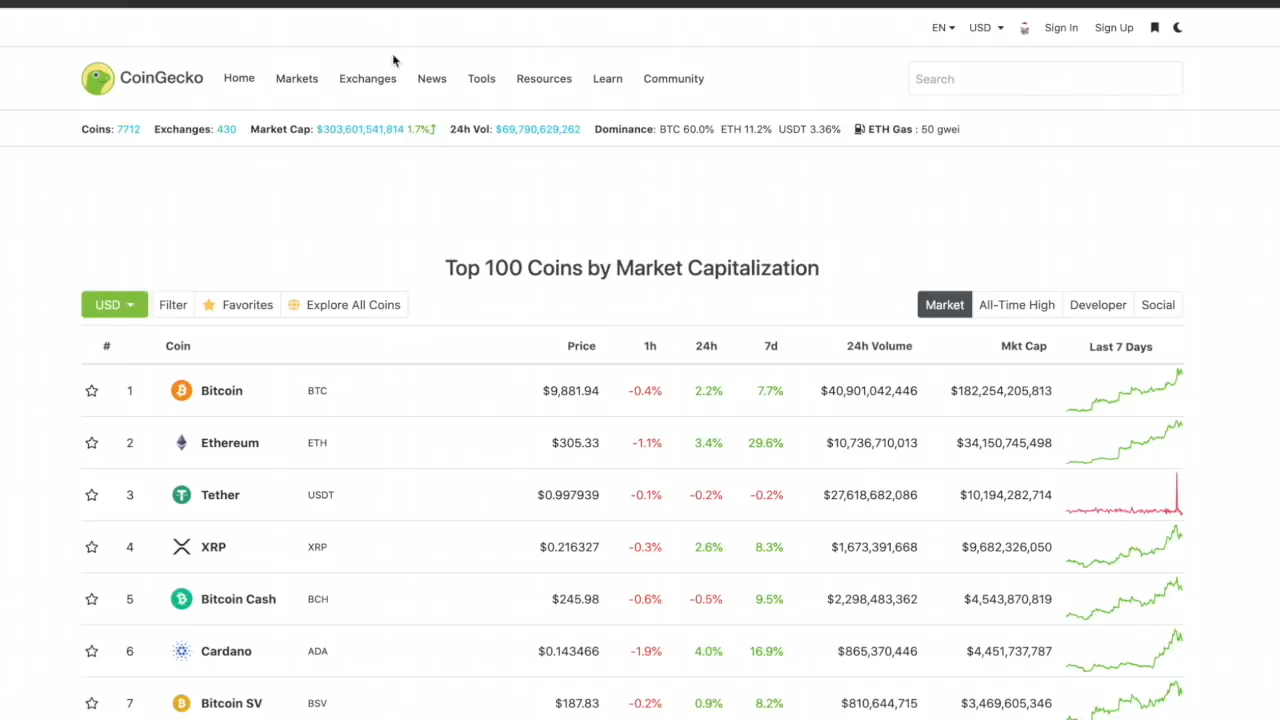 EN USD Sign In Sign Up
CoinGecko Home Markets Exchanges News Tools Resources Learn Community Search
Coins: 7712 Exchanges: 430 Market Cap: $303,601,541,814 1.7% 24h Vol: $69,790,629,262 Dominance: BTC 60.0% ETH 11.2% USDT 3.36% ETH Gas : 50 gwei
Top 100 Coins by Market Capitalization
USD Filter Favorites Explore All Coins Market All-Time High Developer Social
# Coin Price 1h 24h 7d 24h Volume Mkt Cap Last 7 Days
1 Bitcoin BTC $9,881.94 -0.4% 2.2% 7.7% $40,901,042,446 $182,254,205,813
2 Ethereum ETH $305.33 -1.1% 3.4% 29.6% $10,736,710,013 $34,150,745,498
3 Tether USDT $0.997939 -0.1% -0.2% -0.2% $27,618,682,086 $10,194,282,714
4 XRP XRP $0.216327 -0.3% 2.6% 8.3% $1,673,391,668 $9,682,326,050
5 Bitcoin Cash BCH $245.98 -0.6% -0.5% 9.5% $2,298,483,362 $4,543,870,819
6 Cardano ADA $0.143466 -1.9% 4.0% 16.9% $865,370,446 $4,451,737,787
7 Bitcoin SV BSV $187.83 -0.2% 0.9% 8.2% $810,644,715 $3,469,605,346